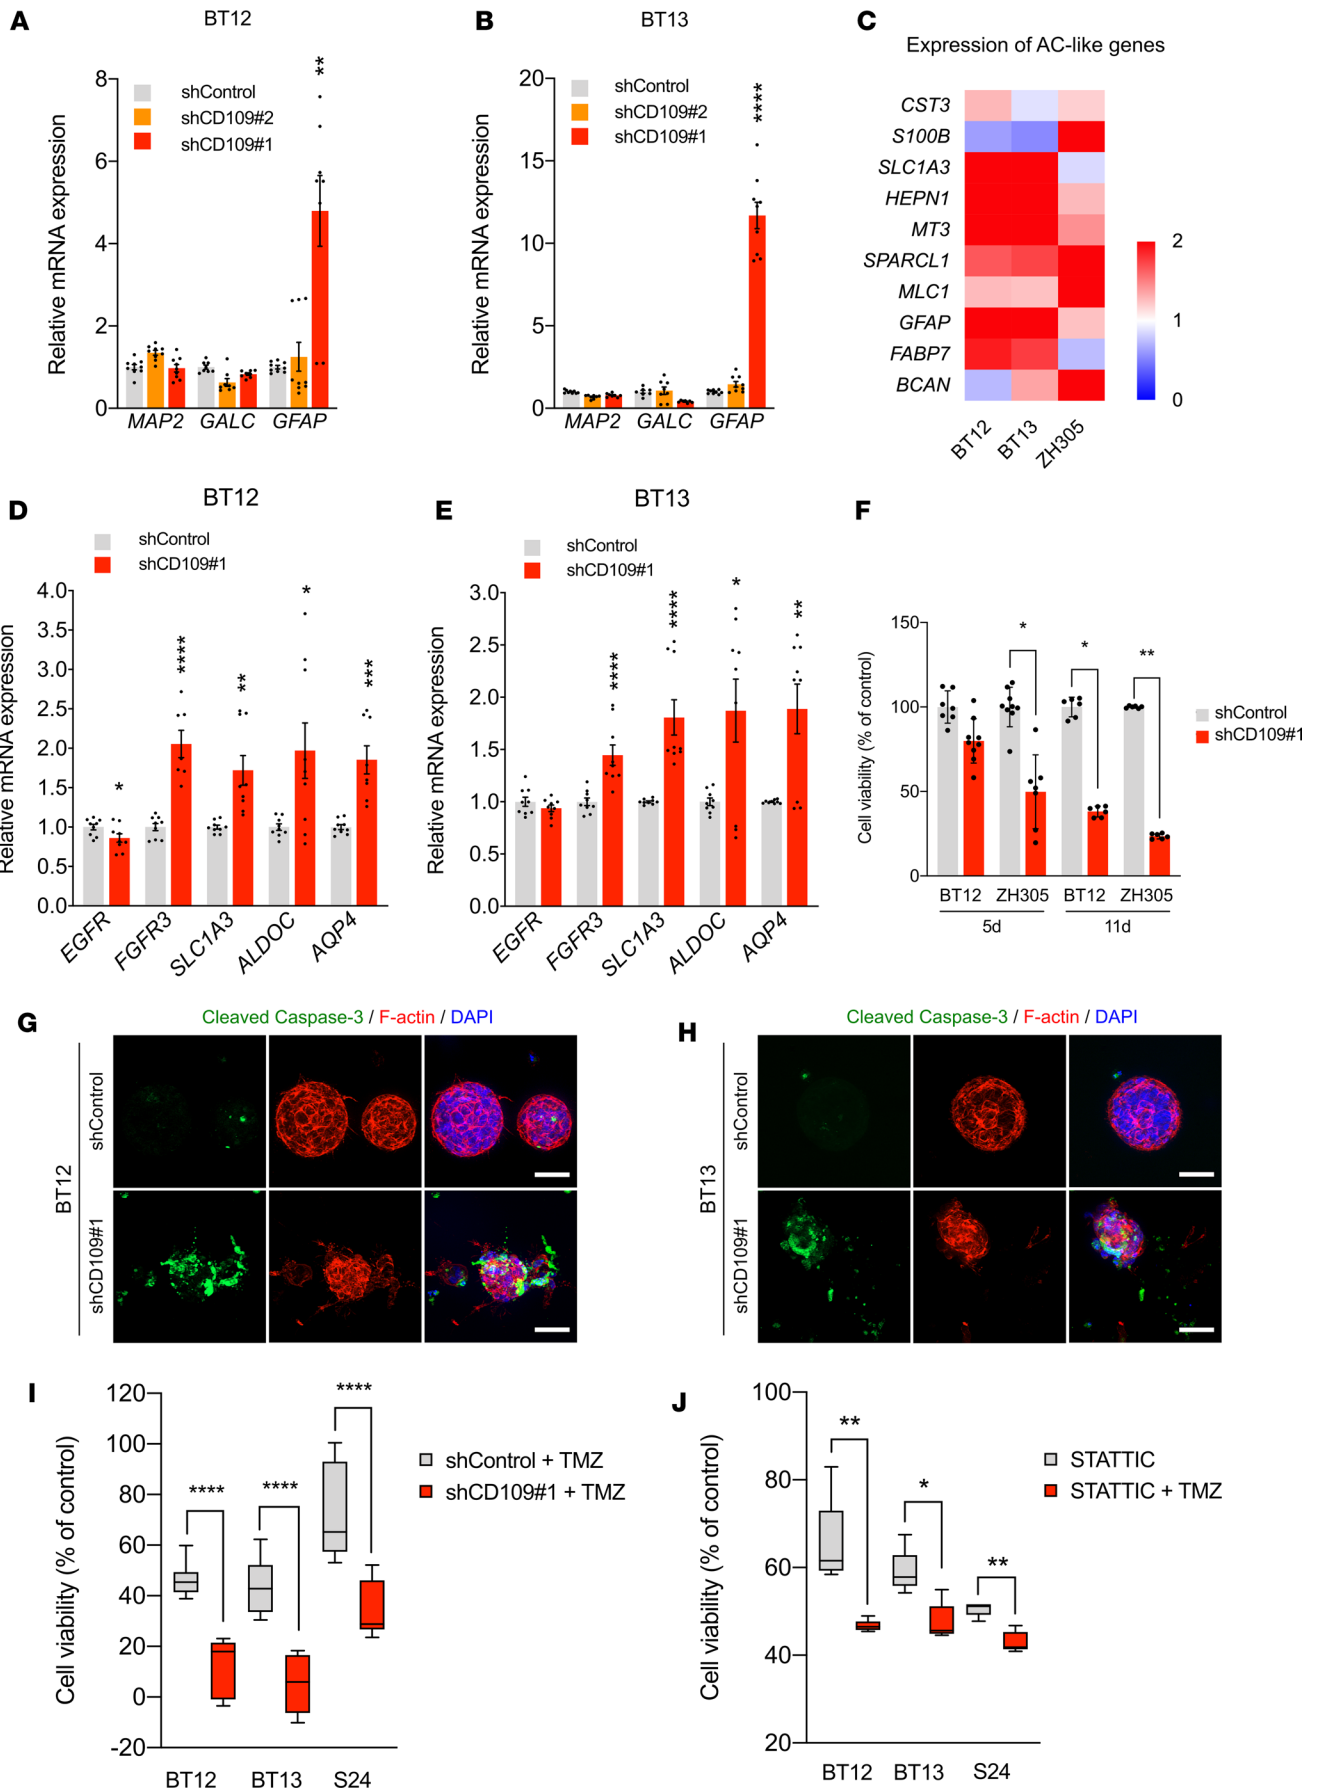 A
BT12
Relative mRNA expression
8
6
4
2
0
shControl
shCD109#2
shCD109#1
**
MAP2 GALC GFAP
B
BT13
Relative mRNA expression
20
15
10
5
0
shControl
shCD109#2
shCD109#1
****
MAP2 GALC GFAP
C
Expression of AC-like genes
CST3
S100B
SLC1A3
HEPN1
MT3
SPARCL1
MLC1
GFAP
FABP7
BCAN
BT12 BT13 ZH305
2
1
0
D
BT12
shControl
shCD109#1
Relative mRNA expression
4.0
3.5
3.0
2.5
2.0
1.5
1.0
0.5
0.0
* **** ** * ***
EGFR FGFR3 SLC1A3 ALDOC AQP4
E
BT13
shControl
shCD109#1
Relative mRNA expression
3.0
2.5
2.0
1.5
1.0
0.5
0.0
**** **** * **
EGFR FGFR3 SLC1A3 ALDOC AQP4
F
Cell viability (% of control)
150
100
50
0
* * **
BT12 ZH305 BT12 ZH305
5d 11d
shControl
shCD109#1
G
Cleaved Caspase-3 / F-actin / DAPI
BT12
shControl
shCD109#1
H
Cleaved Caspase-3 / F-actin / DAPI
BT13
shControl
shCD109#1
I
Cell viability (% of control)
120
100
80
60
40
20
0
-20
**** **** ****
BT12 BT13 S24
shControl + TMZ
shCD109#1 + TMZ
J
Cell viability (% of control)
100
80
60
40
20
** * **
BT12 BT13 S24
STATTIC
STATTIC + TMZ